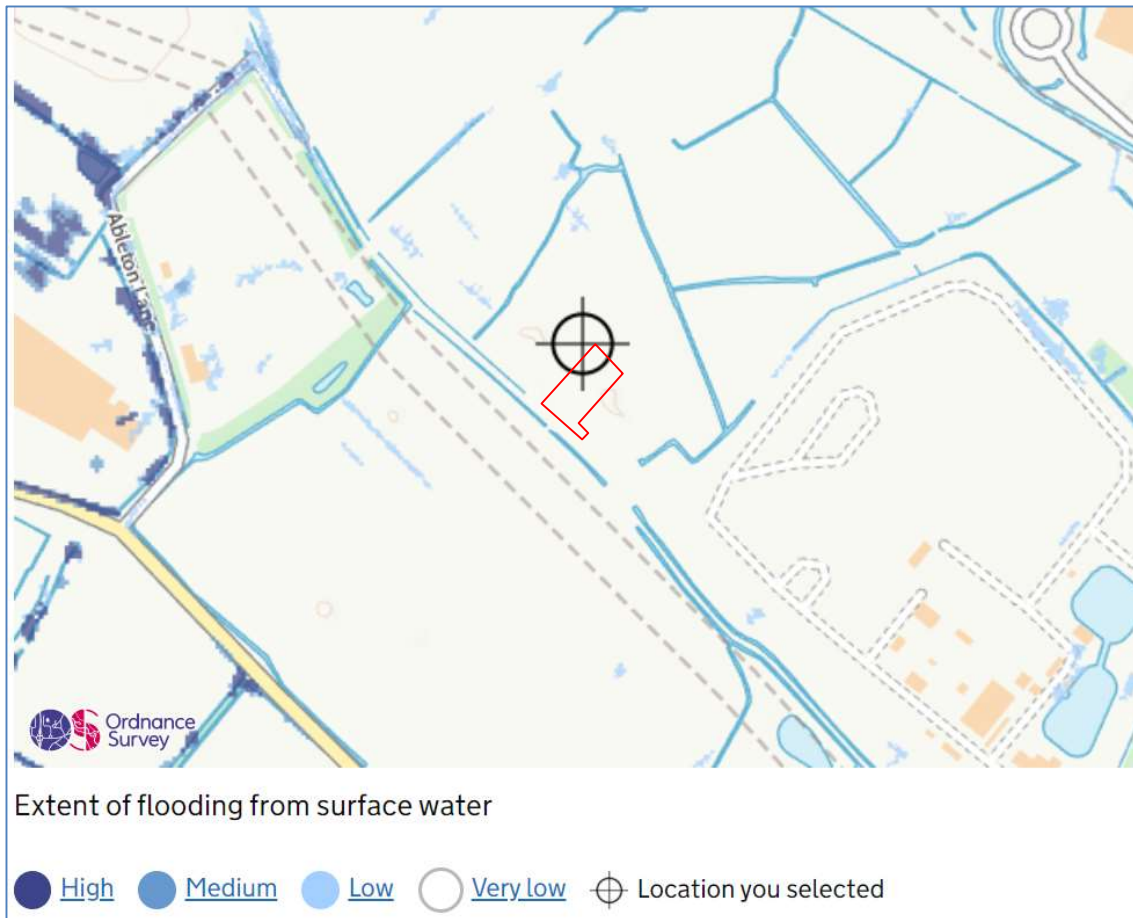 Ableton Lane
Ordnance
Survey
Extent of flooding from surface water
High Medium Low Very low Location you selected